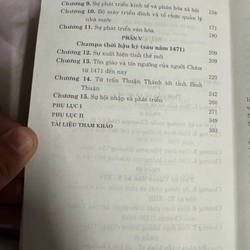 Chương 9. Sự phát triển kinh tế và phân hóa xã hội
Chương 10. Bộ máy triều đình và tổ chức quản lý
nhà nước
Chương 11. Sự phát triển văn hóa.
PHẦN V
Champa thời hậu kỳ (sau năm 1471)
Chương 12. Sự xuất hiện tình thế mới
Chương 13. Tôn giáo và tín ngưỡng của người Chăm
từ 1471 đến nay
Chương 14. Từ trấn Thuận Thành tới tỉnh Bình
Thuận
Chương 15. Sự hội nhập và phát triển
PHỤ LỤC I
PHỤ LỤC II
TÀI LIỆU THAM KHẢO